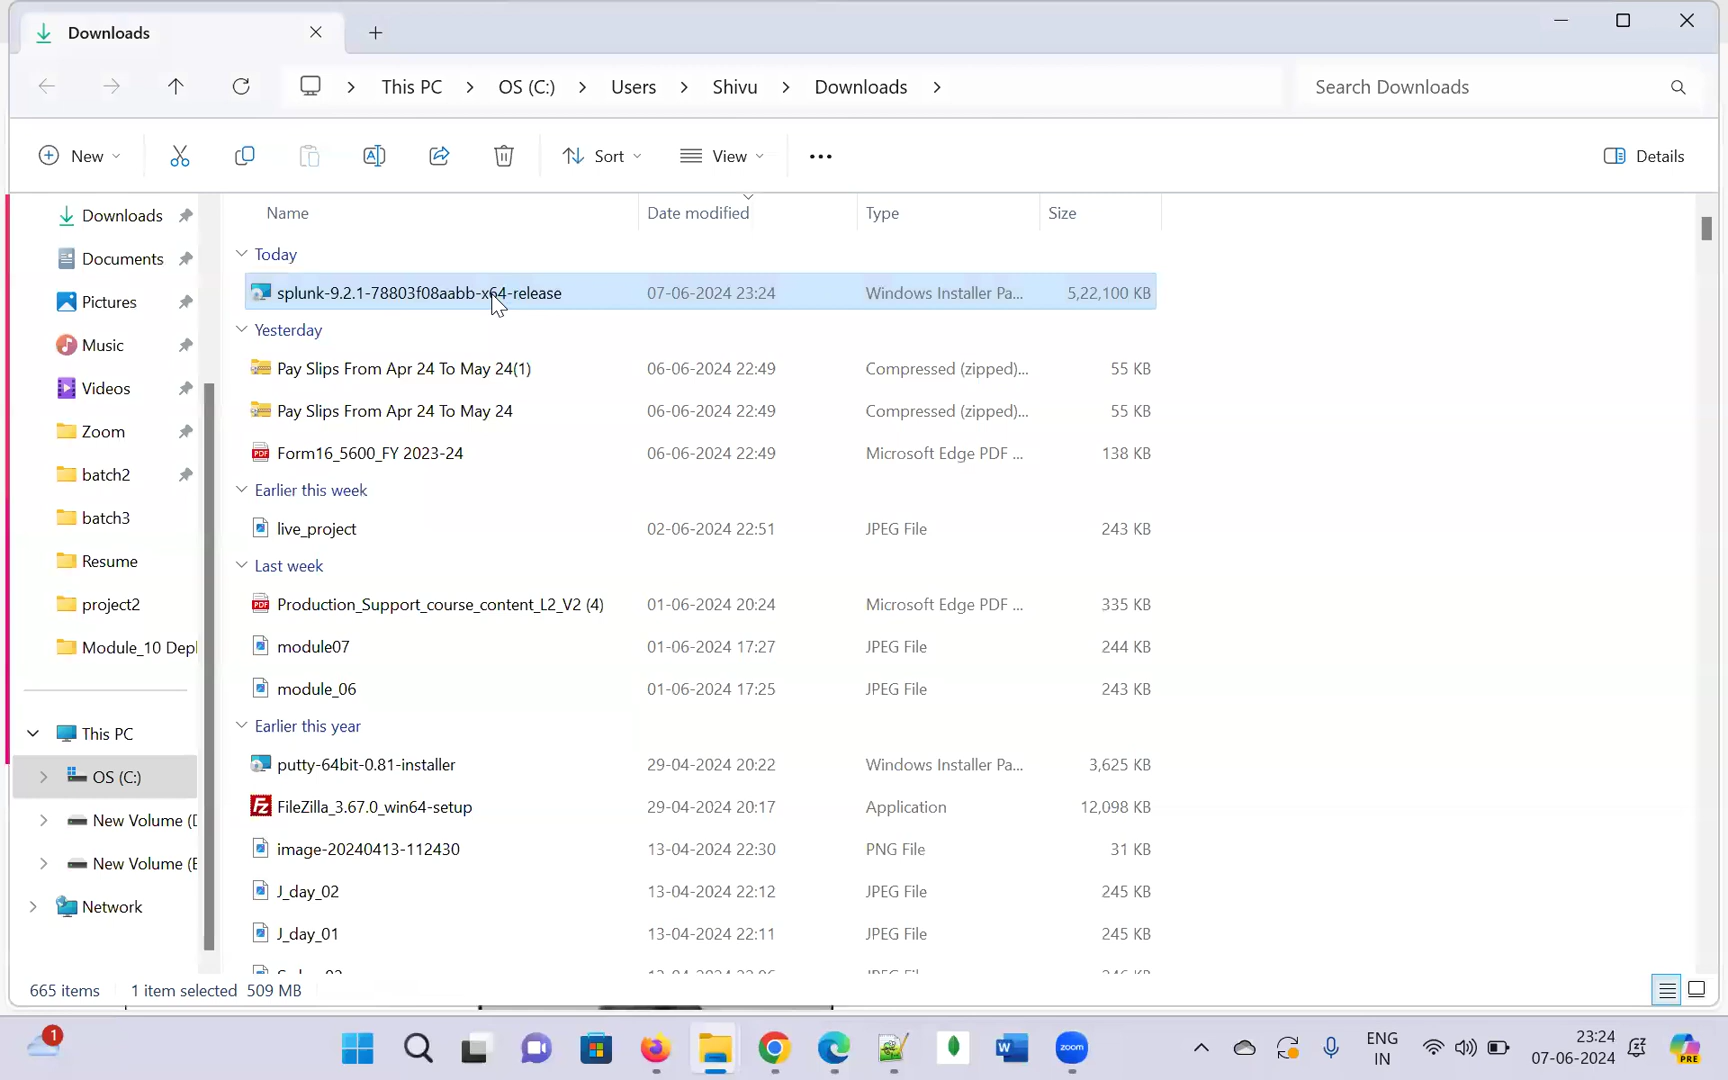 Downloads
This PC > OS (C:) > Users > Shivu > Downloads >
Search Downloads
New
Sort
View
Details
Name Date modified Type Size
Today
splunk-9.2.1-78803f08aabb-x64-release 07-06-2024 23:24 Windows Installer Pa... 5,22,100 KB
Yesterday
Pay Slips From Apr 24 To May 24(1) 06-06-2024 22:49 Compressed (zipped)... 55 KB
Pay Slips From Apr 24 To May 24 06-06-2024 22:49 Compressed (zipped)... 55 KB
Form16_5600_FY 2023-24 06-06-2024 22:49 Microsoft Edge PDF ... 138 KB
Earlier this week
live_project 02-06-2024 22:51 JPEG File 243 KB
Last week
Production_Support_course_content_L2_V2 (4) 01-06-2024 20:24 Microsoft Edge PDF ... 335 KB
module07 01-06-2024 17:27 JPEG File 244 KB
module_06 01-06-2024 17:25 JPEG File 243 KB
Earlier this year
putty-64bit-0.81-installer 29-04-2024 20:22 Windows Installer Pa... 3,625 KB
FileZilla_3.67.0_win64-setup 29-04-2024 20:17 Application 12,098 KB
image-20240413-112430 13-04-2024 22:30 PNG File 31 KB
J_day_02 13-04-2024 22:12 JPEG File 245 KB
J_day_01 13-04-2024 22:11 JPEG File 245 KB
Downloads
Documents
Pictures
Music
Videos
Zoom
batch2
batch3
Resume
project2
Module_10 Depl
This PC
OS (C:)
New Volume (D
New Volume (E
Network
665 items 1 item selected 509 MB
1
zoom
ENG
IN
23:24
07-06-2024
PRE